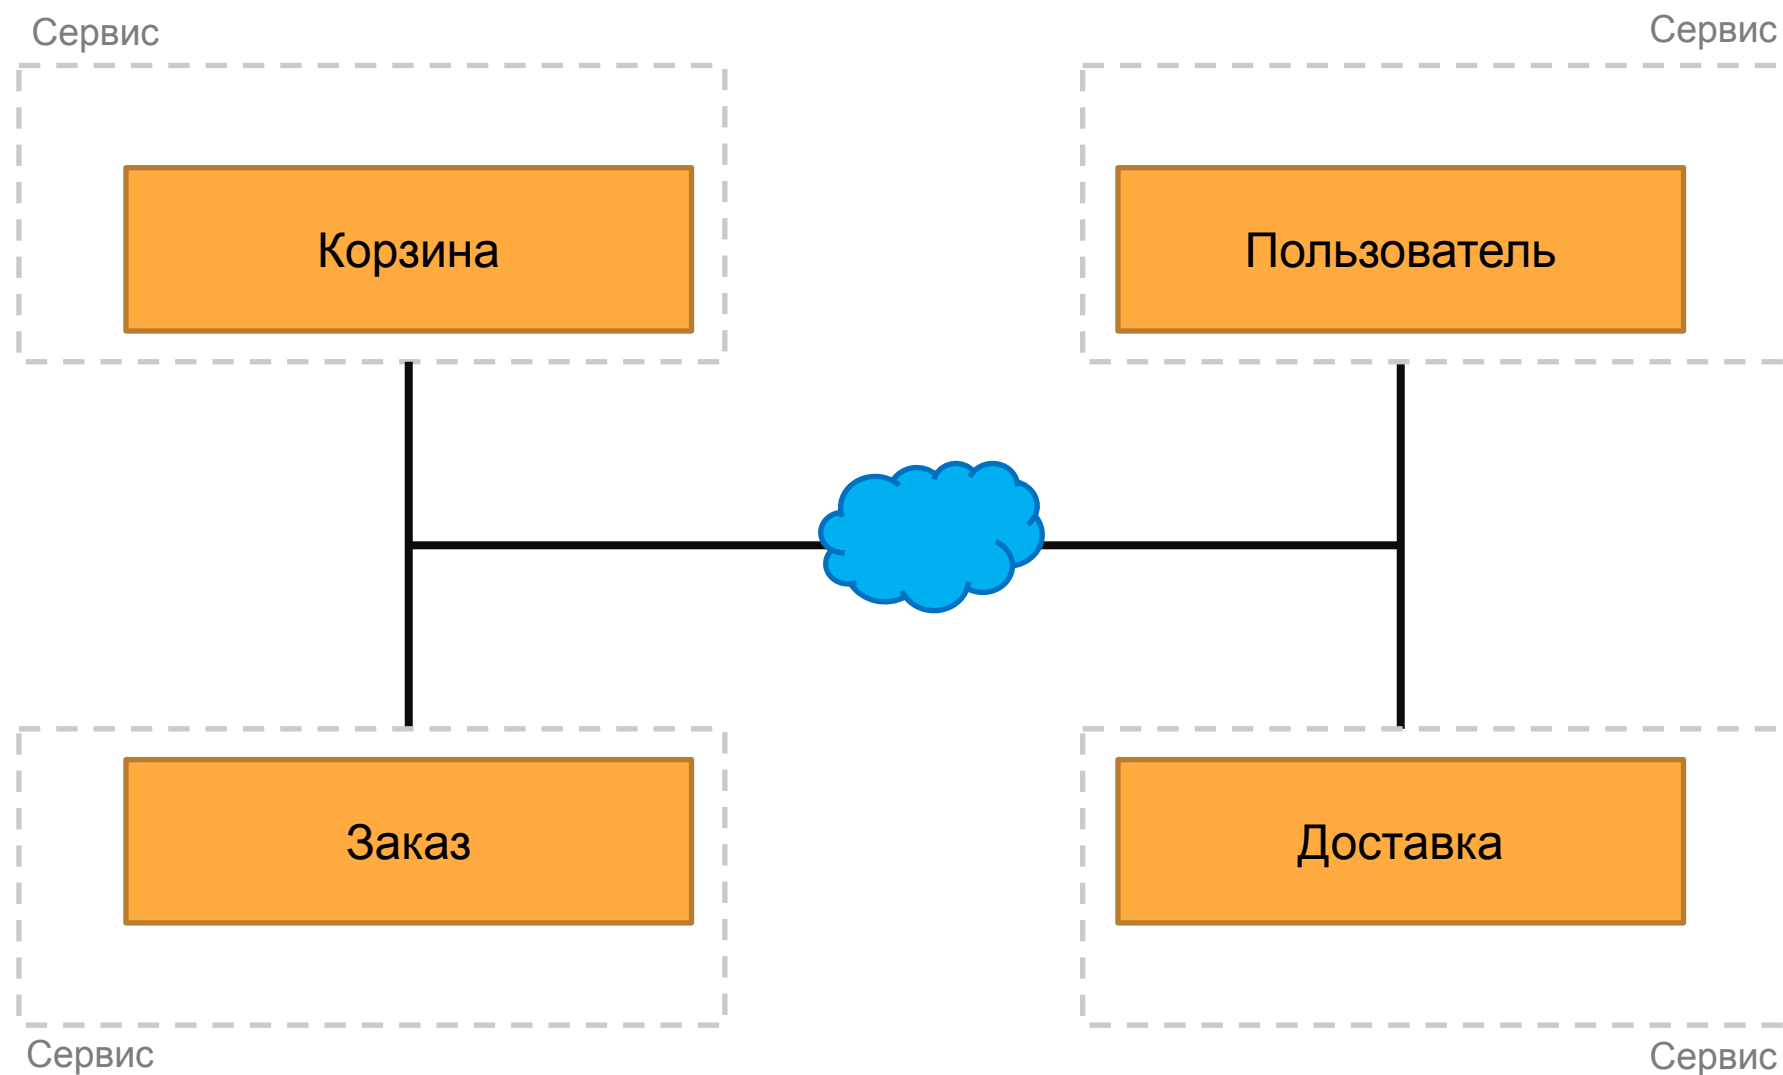 Сервис
Сервис
Корзина
Пользователь
Заказ
Доставка
Сервис
Сервис